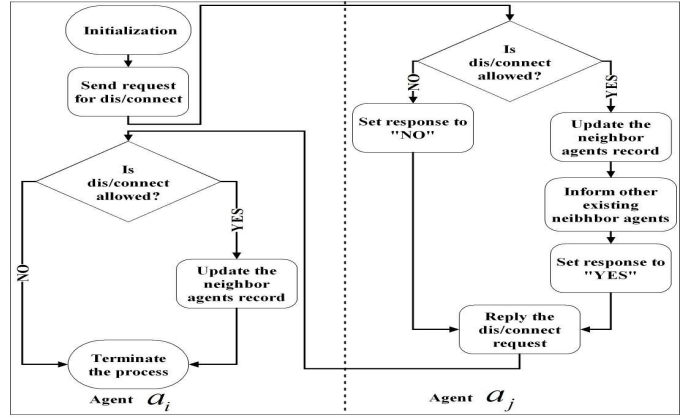 Initialization
Send request
for dis/connect
Is
dis/connect
allowed?
NO
YES
Update the
neighbor
agents record
Terminate
the process
Agent a_i
Is
dis/connect
allowed?
NO
YES
Set response to
"NO"
Update the
neighbor
agents record
Inform other
existing
neibhbor agents
Set response to
"YES"
Reply the
dis/connect
request
Agent a_j